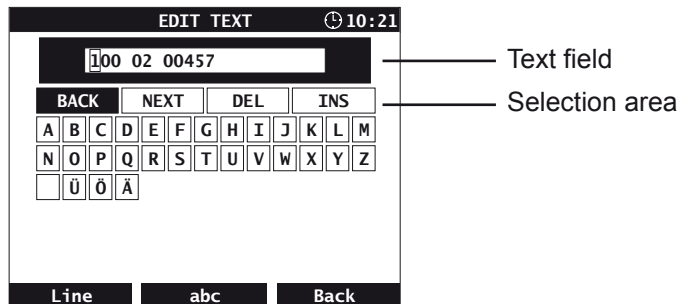 EDIT TEXT 10:21
100 02 00457
Text field
BACK NEXT DEL INS
Selection area
A B C D E F G H I J K L M
N O P Q R S T U V W X Y Z
Ü Ö Ä
Line abc Back